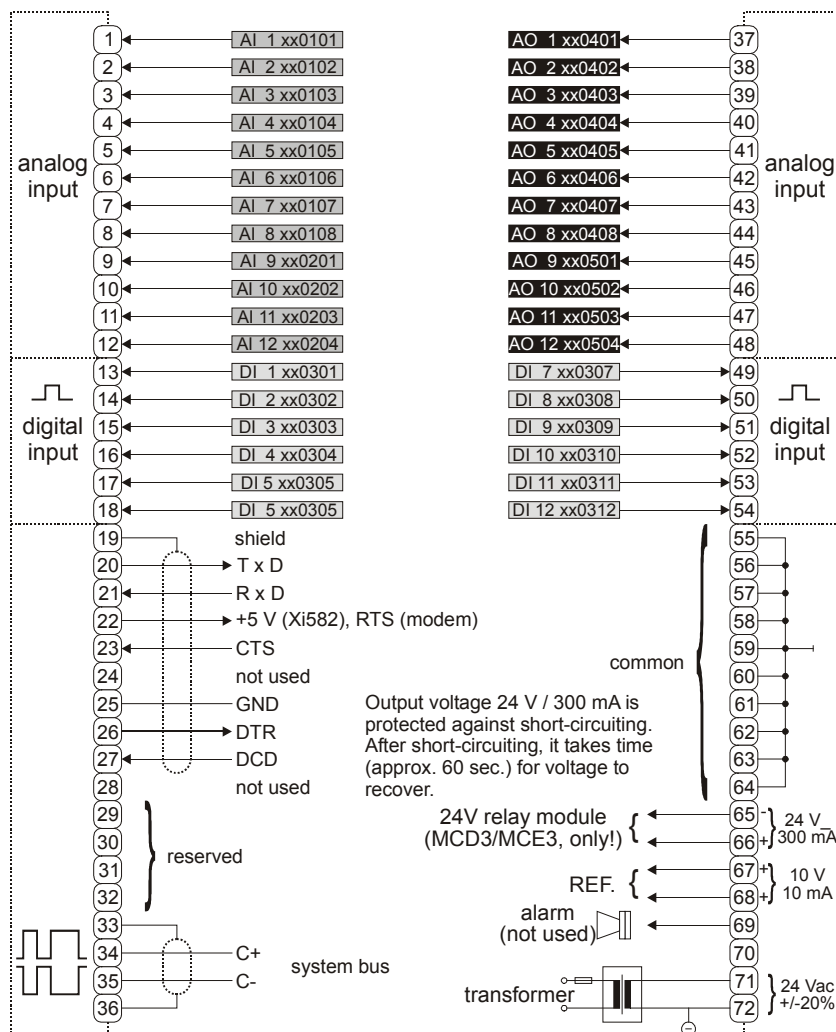 1 AI 1 xx0101 AO 1 xx0401 37
2 AI 2 xx0102 AO 2 xx0402 38
3 AI 3 xx0103 AO 3 xx0403 39
4 AI 4 xx0104 AO 4 xx0404 40
5 AI 5 xx0105 AO 5 xx0405 41
analog input
6 AI 6 xx0106 AO 6 xx0406 42
analog input
7 AI 7 xx0107 AO 7 xx0407 43
8 AI 8 xx0108 AO 8 xx0408 44
9 AI 9 xx0201 AO 9 xx0501 45
10 AI 10 xx0202 AO 10 xx0502 46
11 AI 11 xx0203 AO 11 xx0503 47
12 AI 12 xx0204 AO 12 xx0504 48
13 DI 1 xx0301 DI 7 xx0307 49
14 DI 2 xx0302 DI 8 xx0308 50
digital input
15 DI 3 xx0303 DI 9 xx0309 51
digital input
16 DI 4 xx0304 DI 10 xx0310 52
17 DI 5 xx0305 DI 11 xx0311 53
18 DI 5 xx0305 DI 12 xx0312 54
19 shield 55
20 T x D 56
21 R x D 57
22 +5 V (Xi582), RTS (modem) 58
23 CTS 59
common
24 not used 60
25 GND 61
26 DTR 62
27 DCD 63
28 not used 64
Output voltage 24 V / 300 mA is
protected against short-circuiting.
After short-circuiting, it takes time
(approx. 60 sec.) for voltage to
recover.
29 24V relay module 65 - 24 V
30 (MCD3/MCE3, only!) 66 + 300 mA
reserved
31 67 + 10 V
REF.
32 68 + 10 mA
33 alarm 69
(not used)
34 C+ 70
system bus
35 C- 71 24 Vac
transformer
36 72 +/-20%